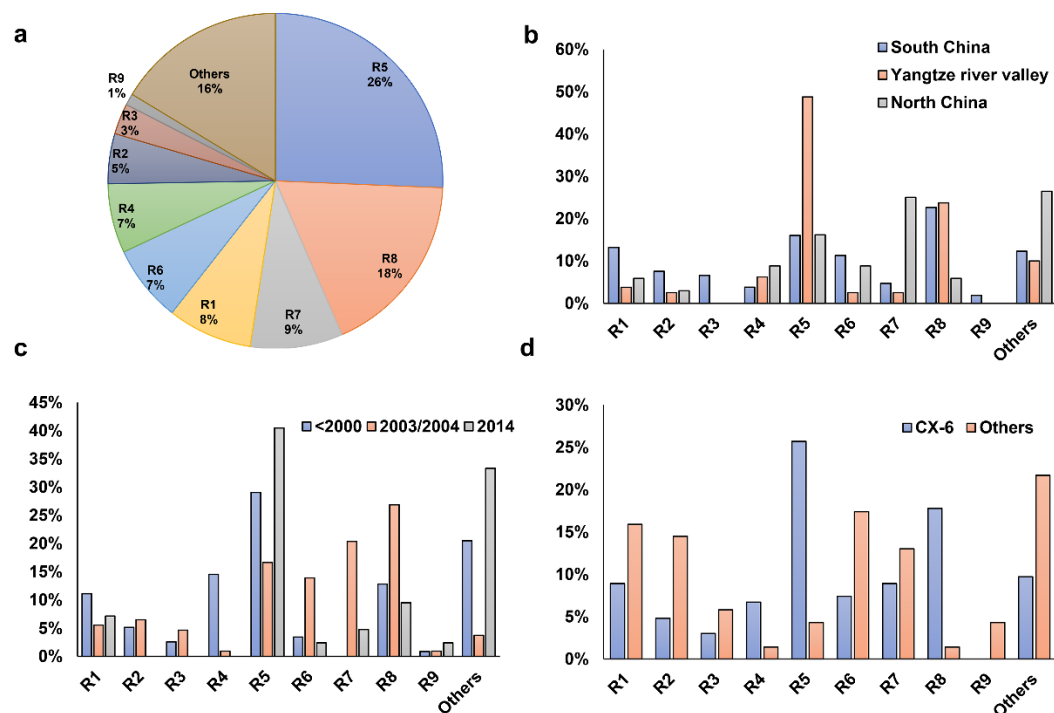 a
R5
26%
R8
18%
R7
9%
R1
8%
R6
7%
R4
7%
R2
5%
R3
3%
R9
1%
Others
16%
b
South China
Yangtze river valley
North China
60%
50%
40%
30%
20%
10%
0%
R1 R2 R3 R4 R5 R6 R7 R8 R9 Others
c
<2000 2003/2004 2014
45%
40%
35%
30%
25%
20%
15%
10%
5%
0%
R1 R2 R3 R4 R5 R6 R7 R8 R9 Others
d
CX-6 Others
30%
25%
20%
15%
10%
5%
0%
R1 R2 R3 R4 R5 R6 R7 R8 R9 Others